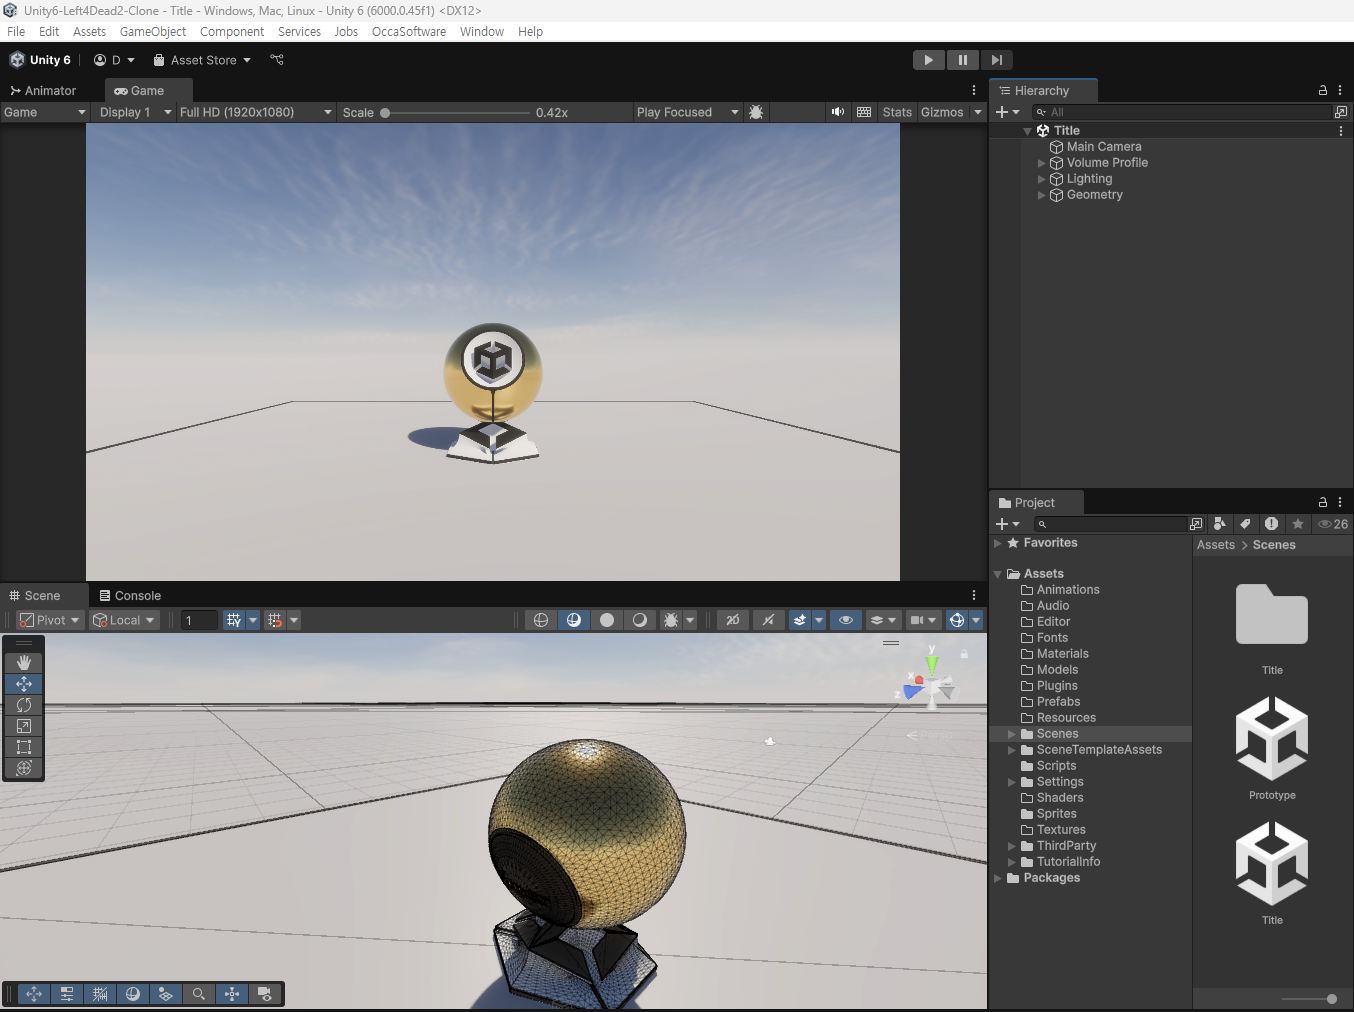 Unity6-Left4Dead2-Clone - Title - Windows, Mac, Linux - Unity 6 (6000.0.45f1) <DX12>
File Edit Assets GameObject Component Services Jobs OccaSoftware Window Help
Unity 6 D Asset Store
Animator Game
Game Display 1 Full HD (1920x1080) Scale 0.42x Play Focused Stats Gizmos
Hierarchy
All
Title
Main Camera
Volume Profile
Lighting
Geometry
Scene Console
Pivot Local 1 2D
y
x
z
Project
26
Favorites
Assets
Animations
Audio
Editor
Fonts
Materials
Models
Plugins
Prefabs
Resources
Scenes
SceneTemplateAssets
Scripts
Settings
Shaders
Sprites
Textures
ThirdParty
TutorialInfo
Packages
Assets > Scenes
Title
Prototype
Title